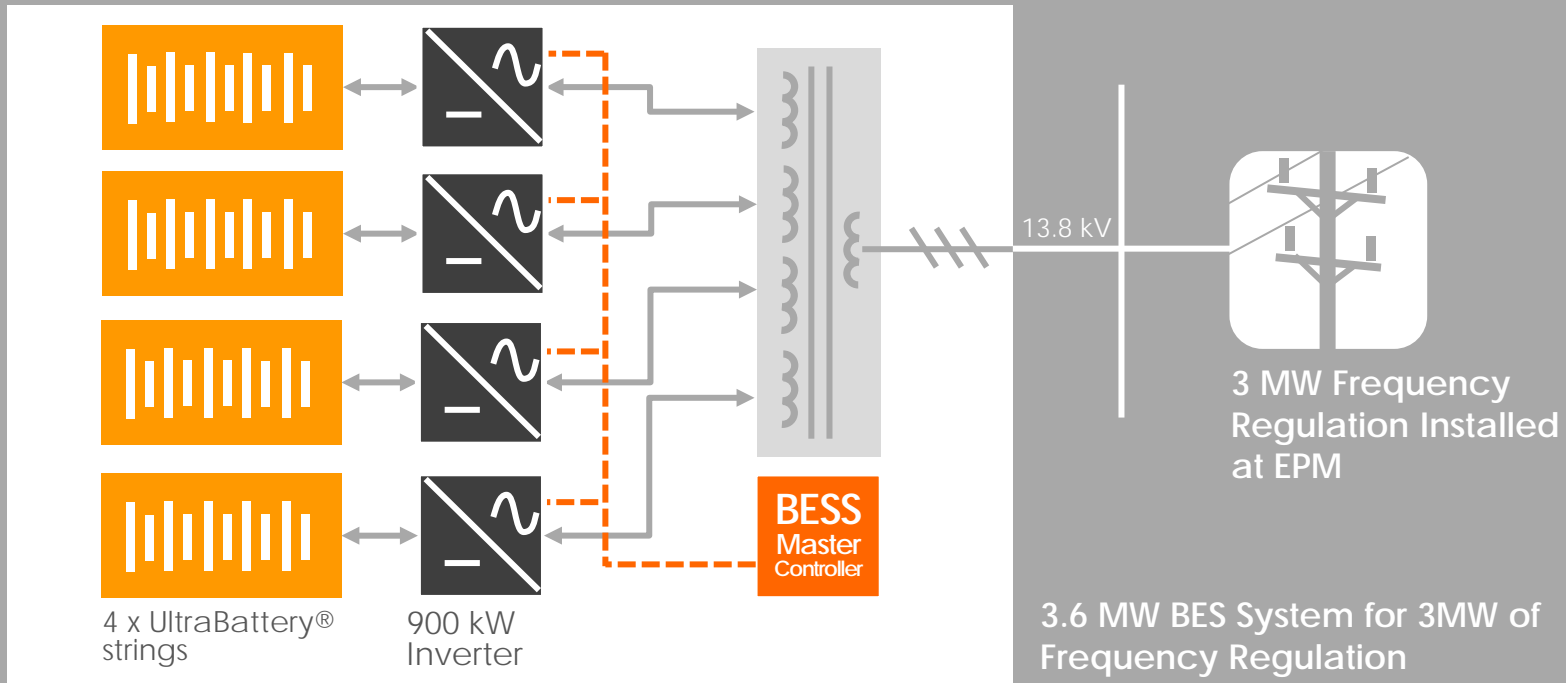 13.8 kV
3 MW Frequency
Regulation Installed
at EPM
BESS
Master
Controller
4 x UltraBattery®
strings
900 kW
Inverter
3.6 MW BES System for 3MW of
Frequency Regulation